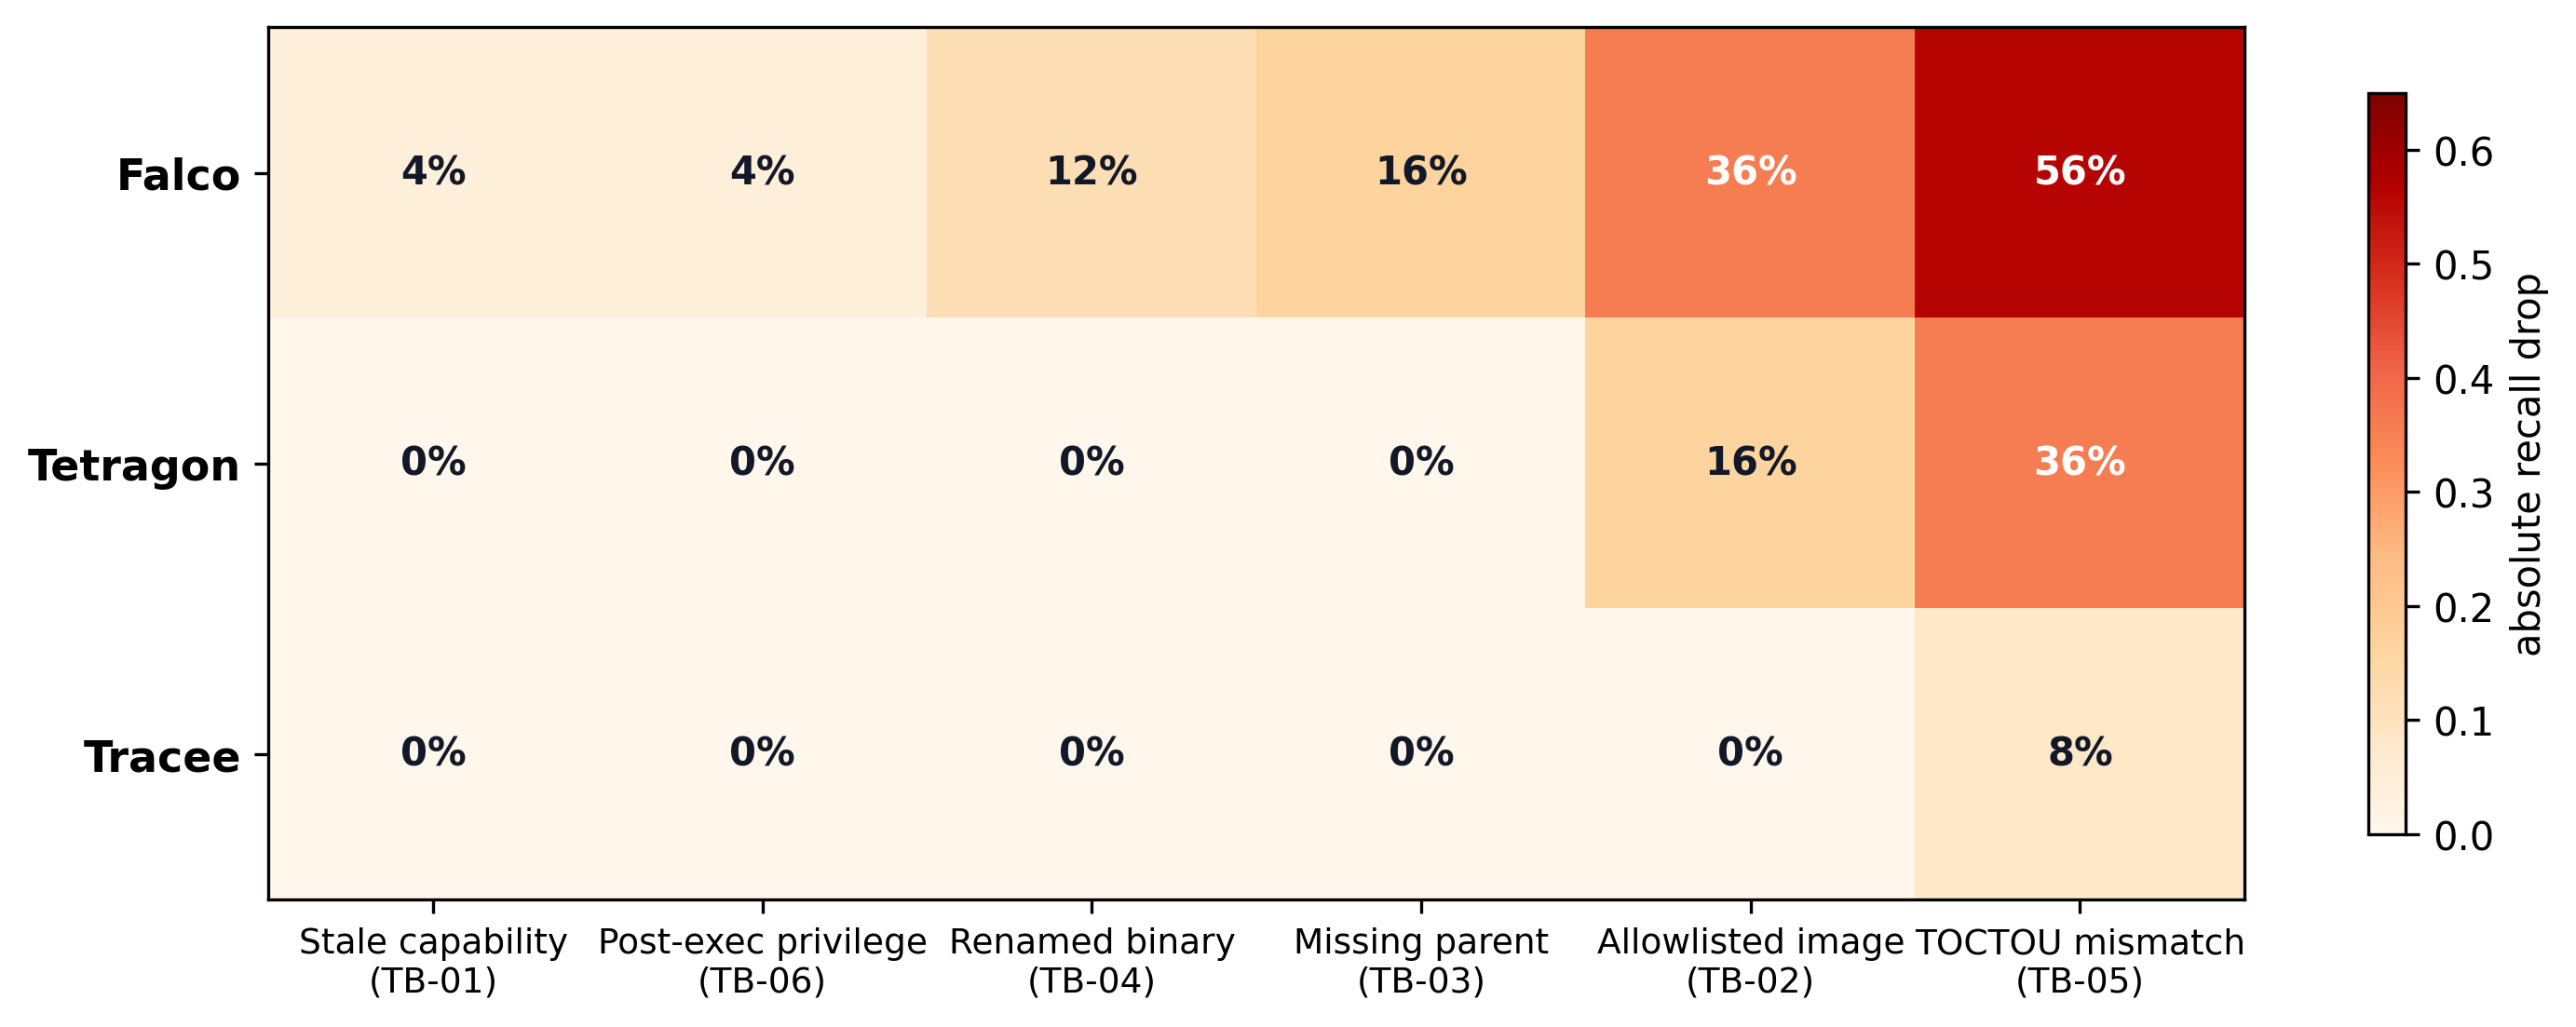 Falco 4% 4% 12% 16% 36% 56%
Tetragon 0% 0% 0% 0% 16% 36%
Tracee 0% 0% 0% 0% 0% 8%
Stale capability Post-exec privilege Renamed binary Missing parent Allowlisted image TOCTOU mismatch
(TB-01) (TB-06) (TB-04) (TB-03) (TB-02) (TB-05)
0.6
0.5
0.4
0.3
0.2
0.1
0.0
absolute recall drop